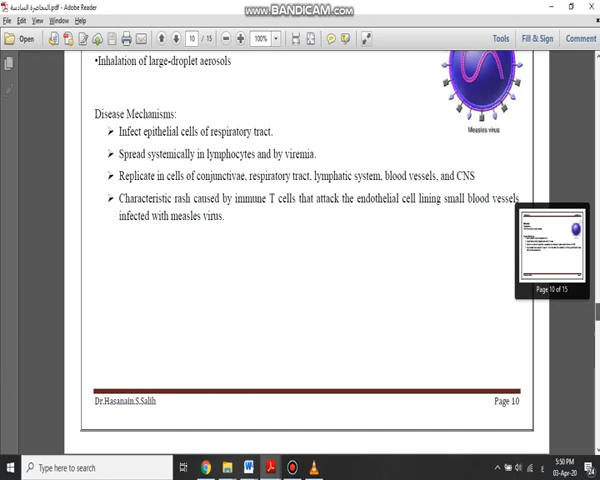 www.BANDICAM.com
المحاضرة السادسة.pdf - Adobe Reader
File Edit View Window Help
Open
10 / 15
100%
Tools
Fill & Sign
Comment
•Inhalation of large-droplet aerosols
Measles virus
Disease Mechanisms:
➤ Infect epithelial cells of respiratory tract.
➤ Spread systemically in lymphocytes and by viremia.
➤ Replicate in cells of conjunctivae, respiratory tract, lymphatic system, blood vessels, and CNS
➤ Characteristic rash caused by immune T cells that attack the endothelial cell lining small blood vessels
infected with measles virus.
Page 10 of 15
Dr.Hasanain.S.Salih
Page 10
Type here to search
5:50 PM
03-Apr-20
24